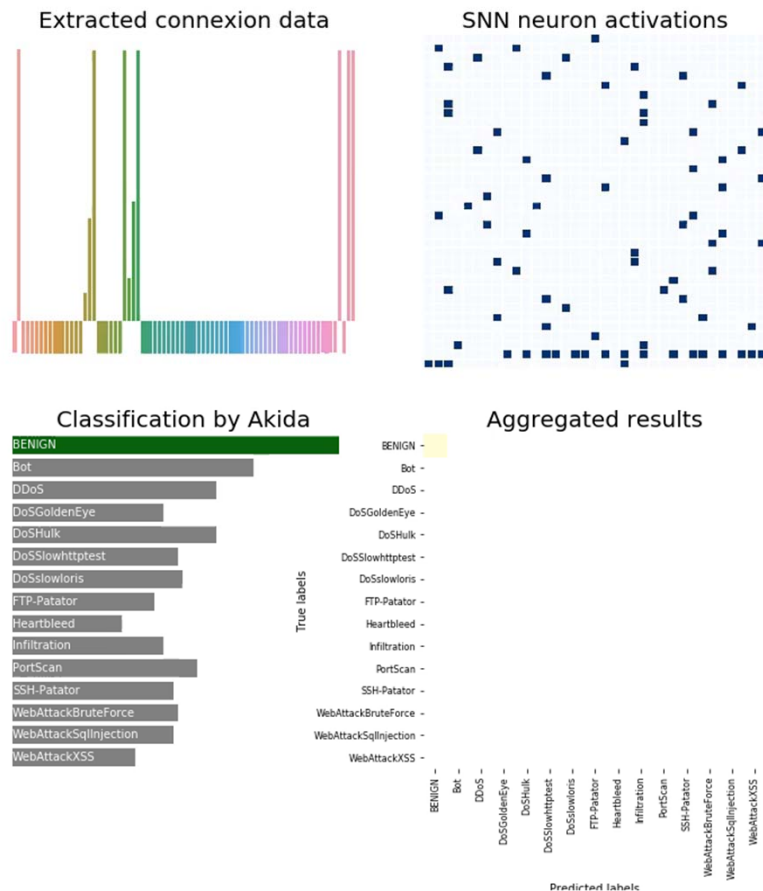 Extracted connexion data
SNN neuron activations
Classification by Akida
BENIGN
Bot
DDoS
DoSGoldenEye
DoSHulk
DoSSlowhttptest
DoSslowloris
FTP-Patator
Heartbleed
Infiltration
PortScan
SSH-Patator
WebAttackBruteForce
WebAttackSqlInjection
WebAttackXSS
Aggregated results
True labels
BENIGN
Bot
DDoS
DoSGoldenEye
DoSHulk
DoSSlowhttptest
DoSslowloris
FTP-Patator
Heartbleed
Infiltration
PortScan
SSH-Patator
WebAttackBruteForce
WebAttackSqlInjection
WebAttackXSS
BENIGN
Bot
DDoS
DoSGoldenEye
DoSHulk
DoSSlowhttptest
DoSslowloris
FTP-Patator
Heartbleed
Infiltration
PortScan
SSH-Patator
WebAttackBruteForce
WebAttackSqlInjection
WebAttackXSS
Predicted labels